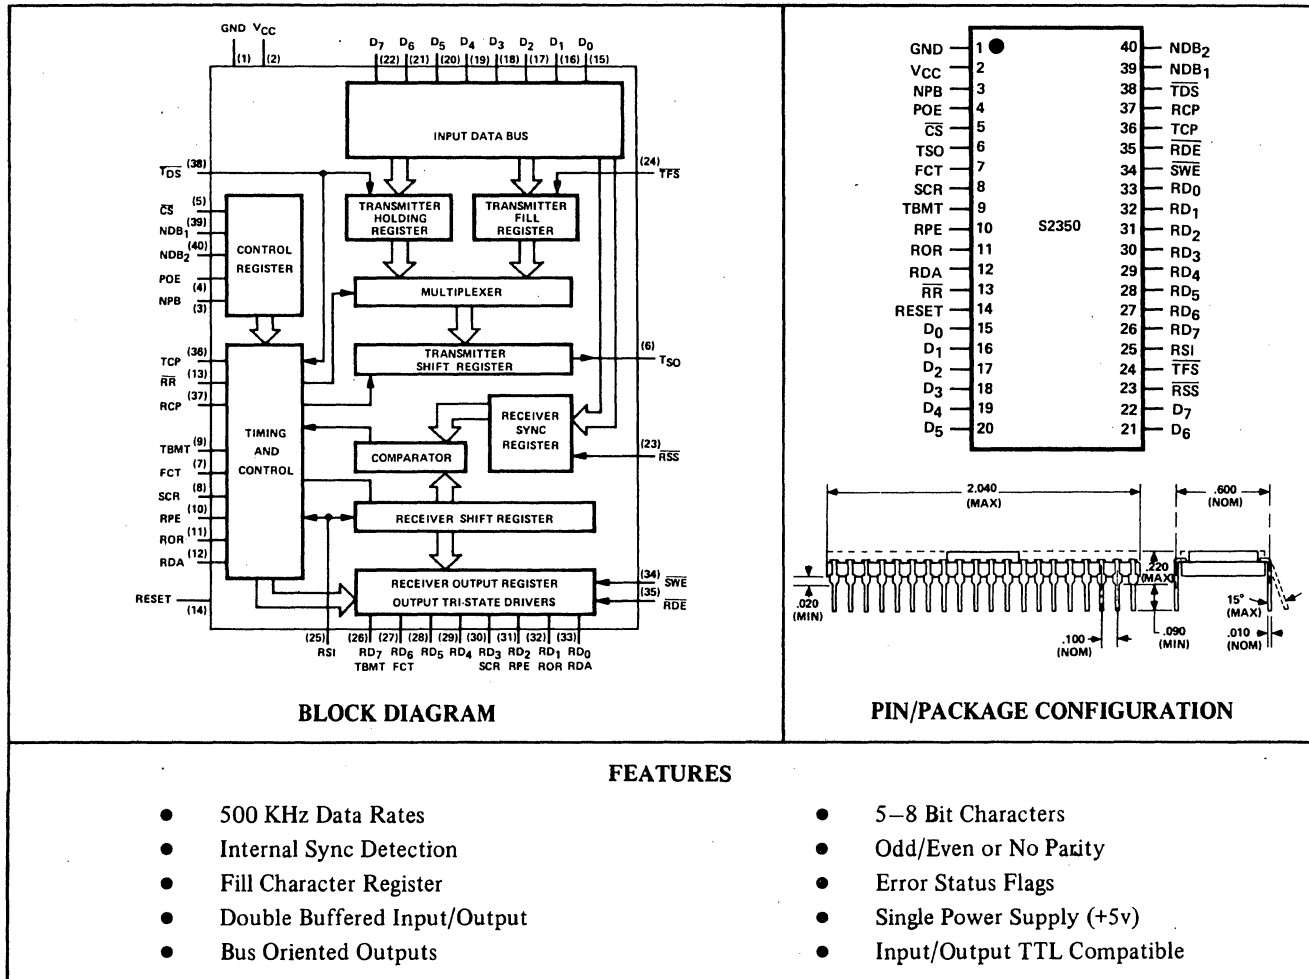 GND VCC
(1) (2)
D7 D6 D5 D4 D3 D2 D1 D0
(22) (21) (20) (19) (18) (17) (16) (15)
INPUT DATA BUS
TDS (38)
(24) TFS
TRANSMITTER HOLDING REGISTER
TRANSMITTER FILL REGISTER
CS (5)
NDB1 (39)
NDB2 (40)
POE (4)
NPB (3)
CONTROL REGISTER
MULTIPLEXER
TRANSMITTER SHIFT REGISTER
(6) TSO
TCP (36)
RR (13)
RCP (37)
TIMING AND CONTROL
RECEIVER SYNC REGISTER
(23) RSS
COMPARATOR
TBMT (9)
FCT (7)
SCR (8)
RPE (10)
ROR (11)
RDA (12)
RECEIVER SHIFT REGISTER
RECEIVER OUTPUT REGISTER
OUTPUT TRI-STATE DRIVERS
(34) SWE
(35) RDE
RESET (14)
(25) (26) (27) (28) (29) (30) (31) (32) (33)
RSI RD7 RD6 RD5 RD4 RD3 RD2 RD1 RD0
TBMT FCT SCR RPE ROR RDA
BLOCK DIAGRAM
GND 1 40 NDB2
VCC 2 39 NDB1
NPB 3 38 TDS
POE 4 37 RCP
CS 5 36 TCP
TSO 6 35 RDE
FCT 7 34 SWE
SCR 8 33 RD0
TBMT 9 32 RD1
RPE 10 31 RD2
S2350
ROR 11 30 RD3
RDA 12 29 RD4
RR 13 28 RD5
RESET 14 27 RD6
D0 15 26 RD7
D1 16 25 RSI
D2 17 24 TFS
D3 18 23 RSS
D4 19 22 D7
D5 20 21 D6
2.040 (MAX)
.600 (NOM)
.020 (MIN)
.220 (MAX)
.100 (NOM)
.090 (MIN)
15° (MAX)
.010 (NOM)
PIN/PACKAGE CONFIGURATION
FEATURES
● 500 KHz Data Rates
● Internal Sync Detection
● Fill Character Register
● Double Buffered Input/Output
● Bus Oriented Outputs
● 5–8 Bit Characters
● Odd/Even or No Parity
● Error Status Flags
● Single Power Supply (+5v)
● Input/Output TTL Compatible